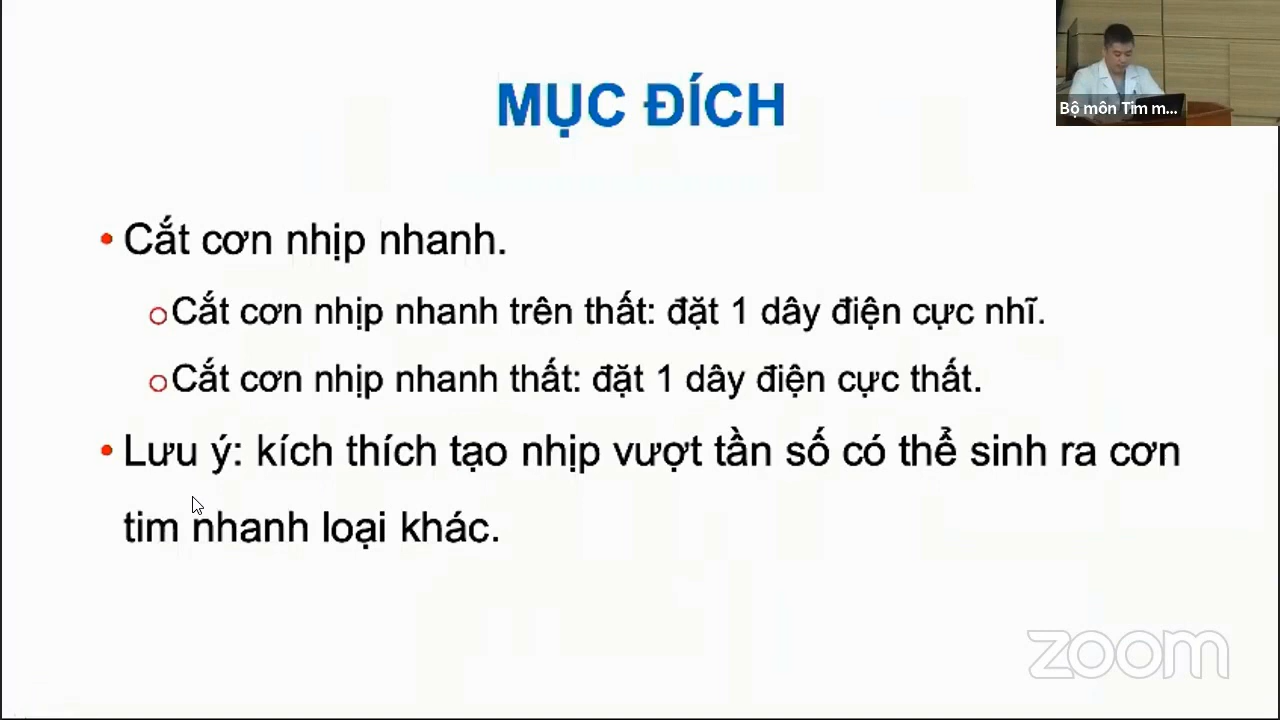 MỤC ĐÍCH
Bộ môn Tim m...
• Cắt cơn nhịp nhanh.
o Cắt cơn nhịp nhanh trên thất: đặt 1 dây điện cực nhĩ.
o Cắt cơn nhịp nhanh thất: đặt 1 dây điện cực thất.
• Lưu ý: kích thích tạo nhịp vượt tần số có thể sinh ra cơn
tim nhanh loại khác.
zoom